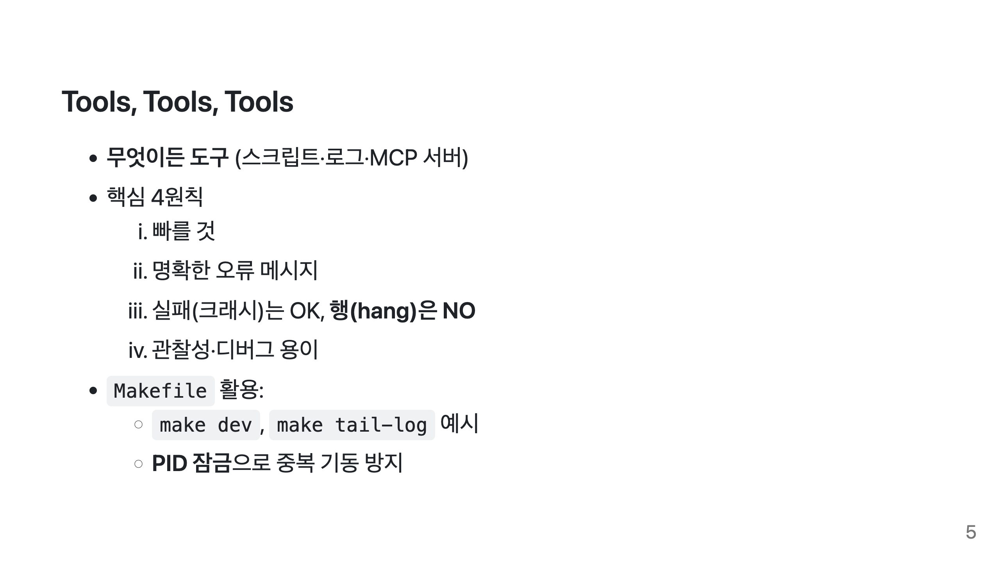 Tools, Tools, Tools
• 무엇이든 도구 (스크립트·로그·MCP 서버)
• 핵심 4원칙
i. 빠를 것
ii. 명확한 오류 메시지
iii. 실패(크래시)는 OK, 행(hang)은 NO
iv. 관찰성·디버그 용이
• Makefile 활용:
○ make dev, make tail-log 예시
○ PID 잠금으로 중복 기동 방지
5